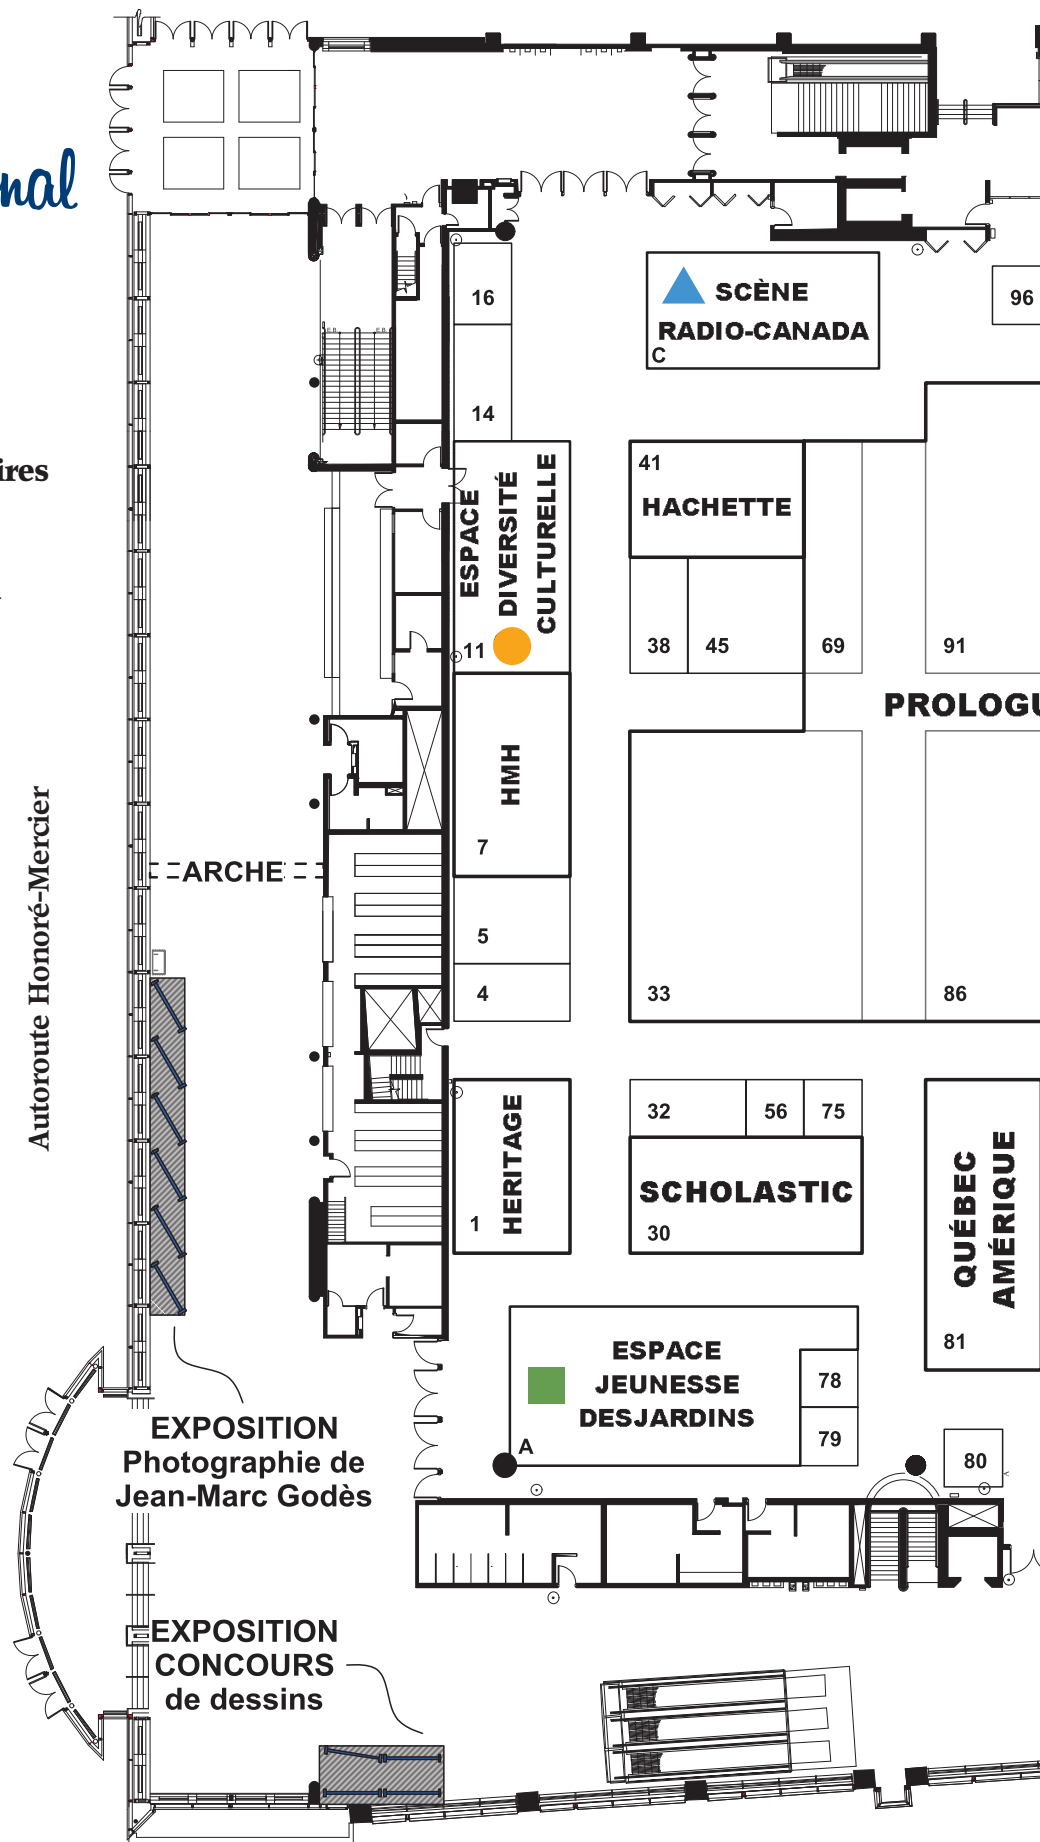 nal
ires
Autoroute Honoré-Mercier
16
14
SCÈNE
RADIO-CANADA
C
96
ESPACE
DIVERSITÉ
CULTURELLE
11
41
HACHETTE
38
45
69
91
PROLOGU
HMH
7
ARCHE
5
4
33
86
32
56
75
HERITAGE
1
SCHOLASTIC
30
QUÉBEC
AMÉRIQUE
81
ESPACE
JEUNESSE
DESJARDINS
A
78
79
80
EXPOSITION
Photographie de
Jean-Marc Godès
EXPOSITION
CONCOURS
de dessins